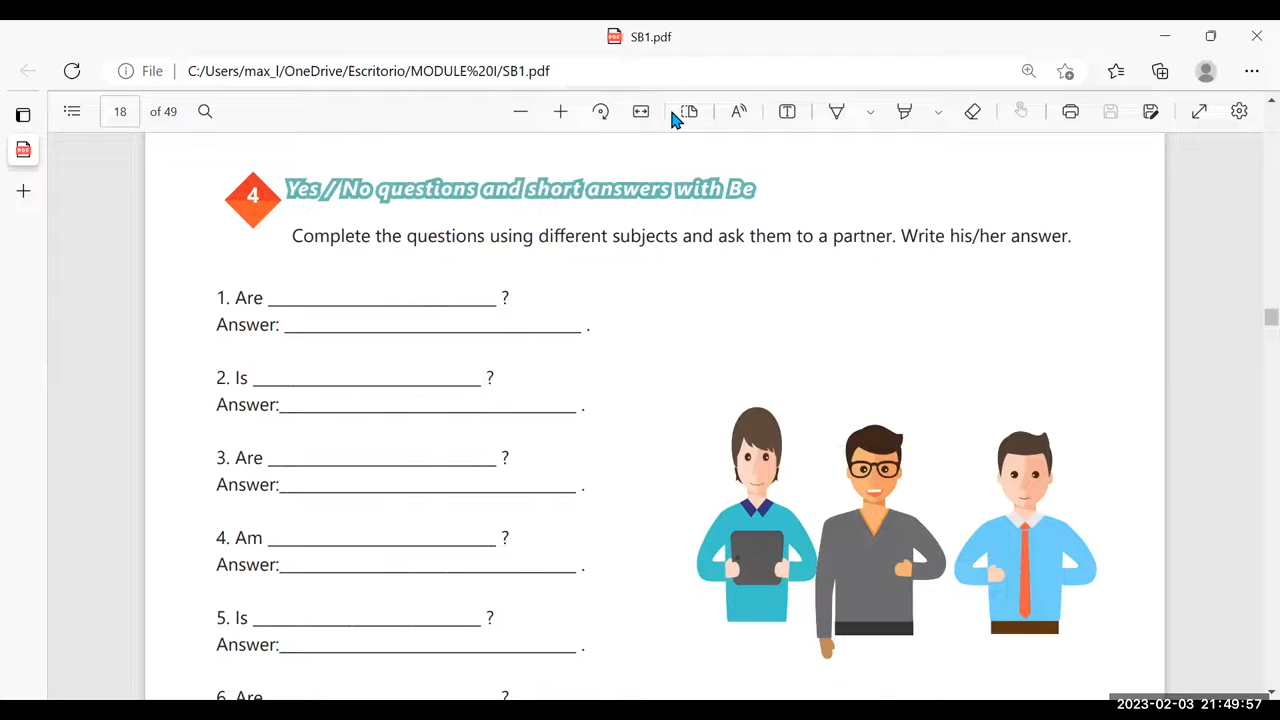 SB1.pdf
File | C:/Users/max_l/OneDrive/Escritorio/MODULE%20I/SB1.pdf
18 of 49
4 Yes //No questions and short answers with Be
Complete the questions using different subjects and ask them to a partner. Write his/her answer.
1. Are ________________________ ?
Answer: _______________________________ .
2. Is ________________________ ?
Answer:_______________________________ .
3. Are ________________________ ?
Answer:_______________________________ .
4. Am ________________________ ?
Answer:_______________________________ .
5. Is ________________________ ?
Answer:_______________________________ .
6. Are ________________________ ?
2023-02-03 21:49:57